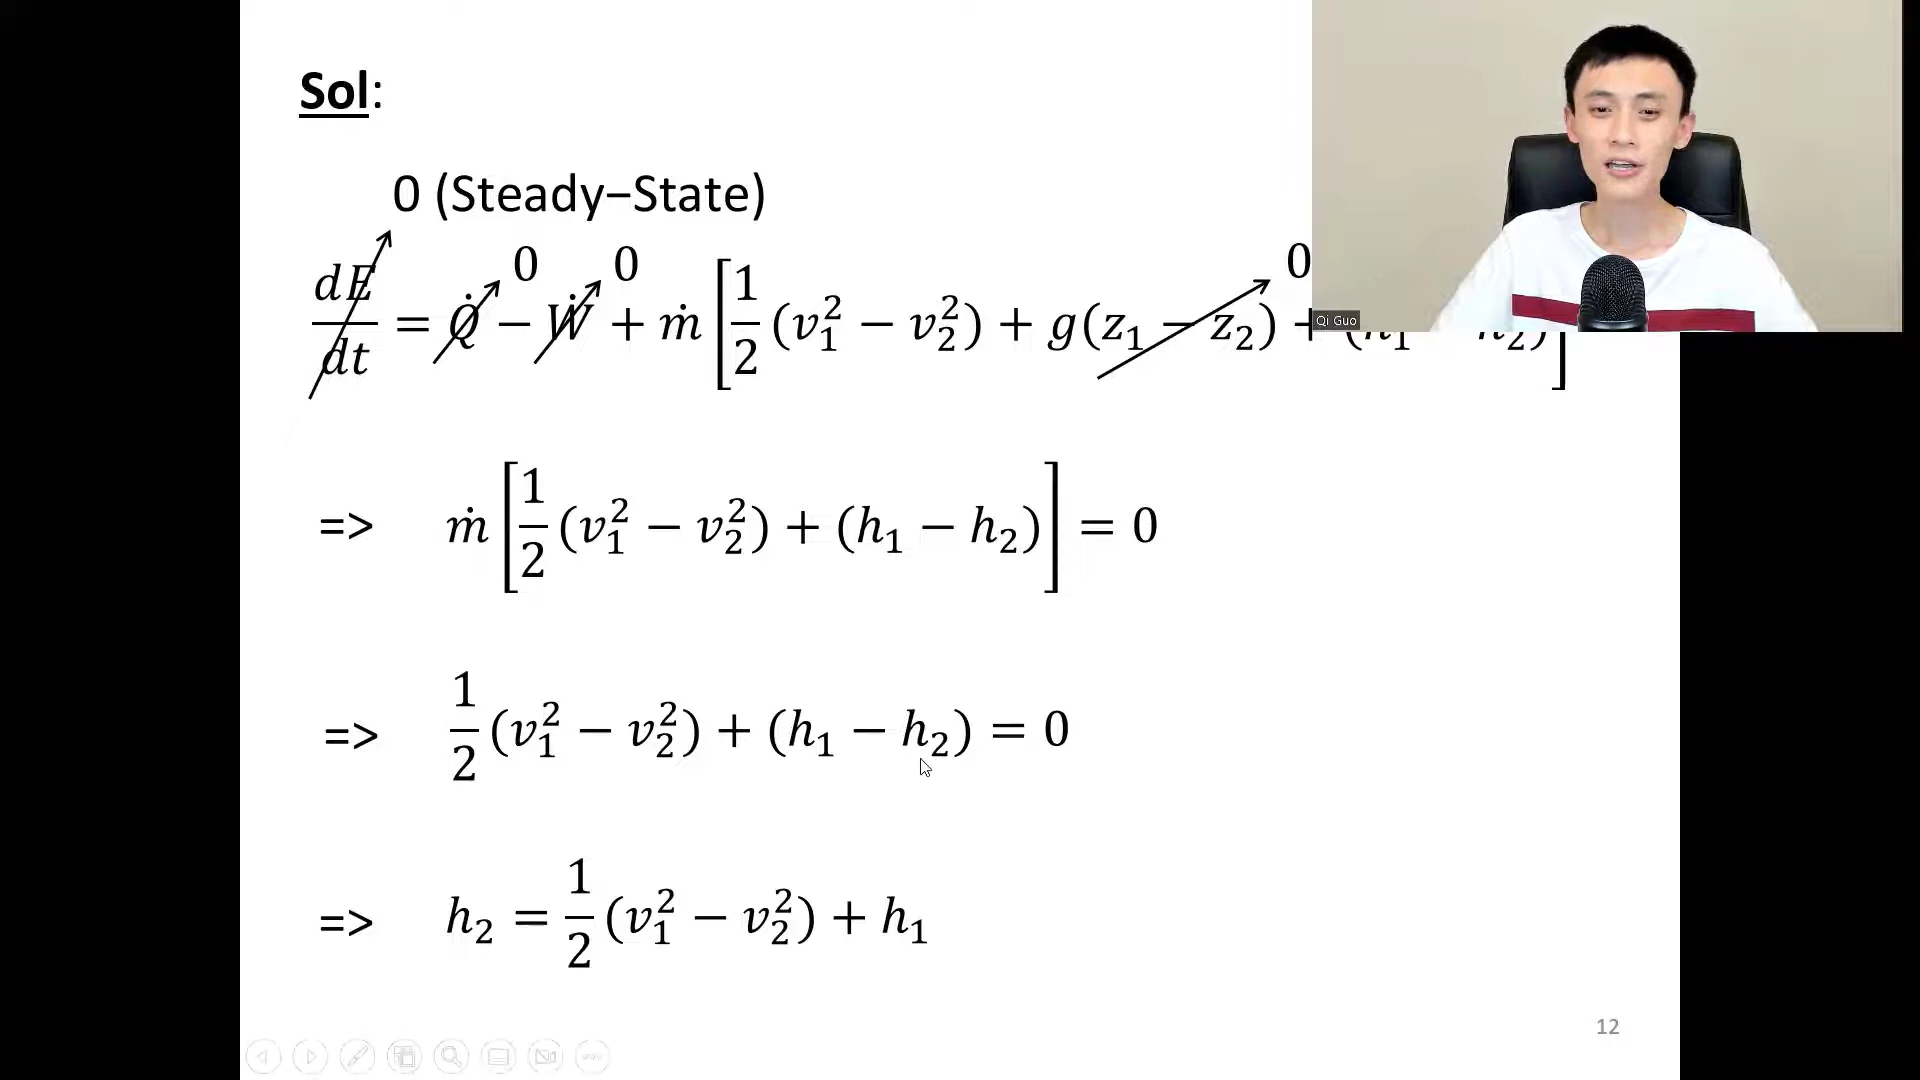 Sol:
0 (Steady–State)
0 0 0
dE/dt = Q̇ − Ẇ + ṁ [1/2 (v₁² − v₂²) + g(z₁ − z₂) + (h₁ − h₂)]
=> ṁ [1/2 (v₁² − v₂²) + (h₁ − h₂)] = 0
=> 1/2 (v₁² − v₂²) + (h₁ − h₂) = 0
=> h₂ = 1/2 (v₁² − v₂²) + h₁
Qi Guo
12